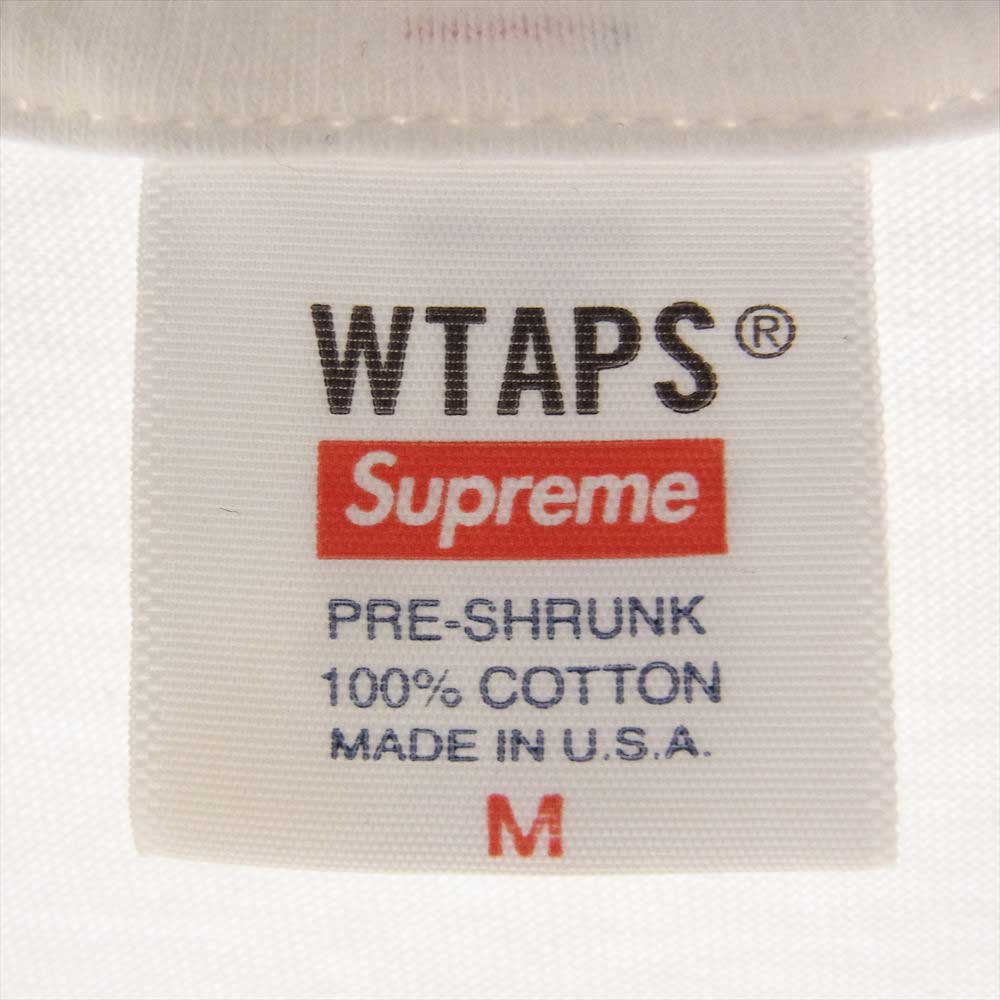 WTAPS®
Supreme
PRE-SHRUNK
100% COTTON
MADE IN U.S.A.
M